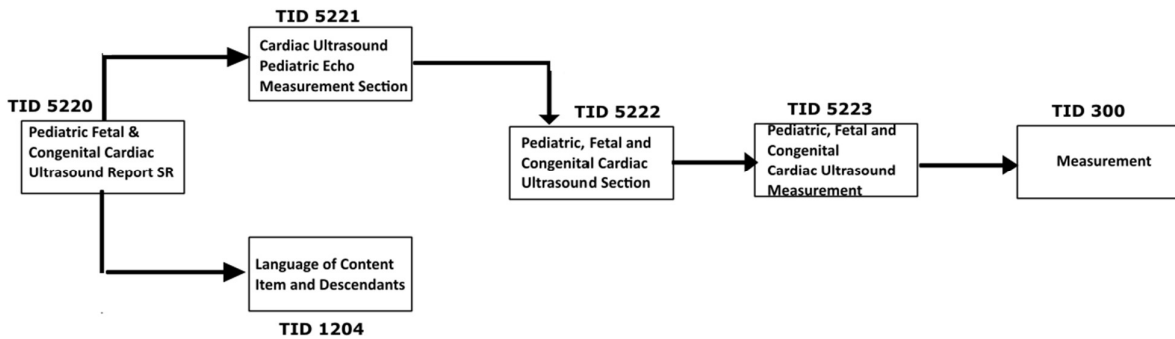 TID 5221
Cardiac Ultrasound
Pediatric Echo
Measurement Section
TID 5220
Pediatric Fetal &
Congenital Cardiac
Ultrasound Report SR
TID 5222
Pediatric, Fetal and
Congenital Cardiac
Ultrasound Section
TID 5223
Pediatric, Fetal and
Congenital
Cardiac Ultrasound
Measurement
TID 300
Measurement
Language of Content
Item and Descendants
TID 1204